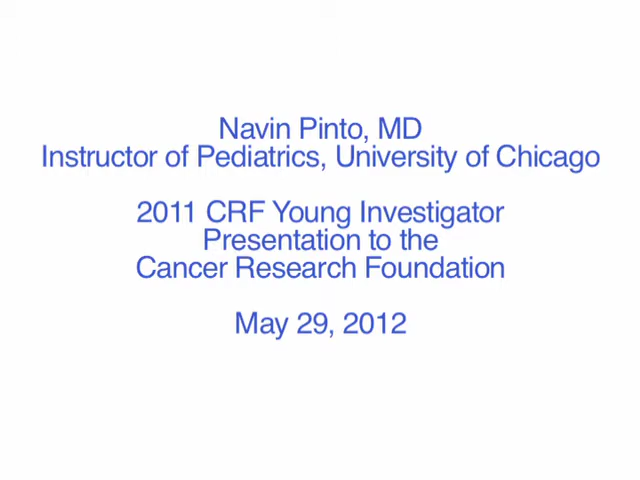 Navin Pinto, MD
Instructor of Pediatrics, University of Chicago
2011 CRF Young Investigator
Presentation to the
Cancer Research Foundation
May 29, 2012